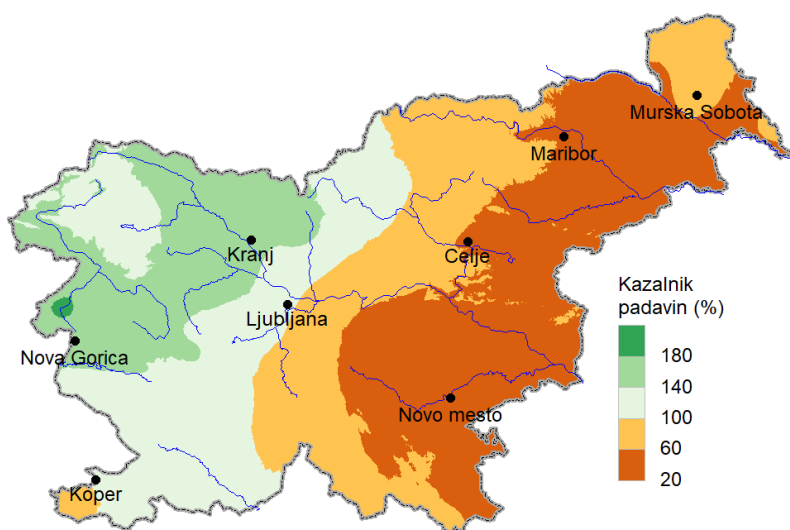 Murska Sobota
Maribor
Kranj
Celje
Ljubljana
Nova Gorica
Novo mesto
Koper
Kazalnik
padavin (%)
180
140
100
60
20